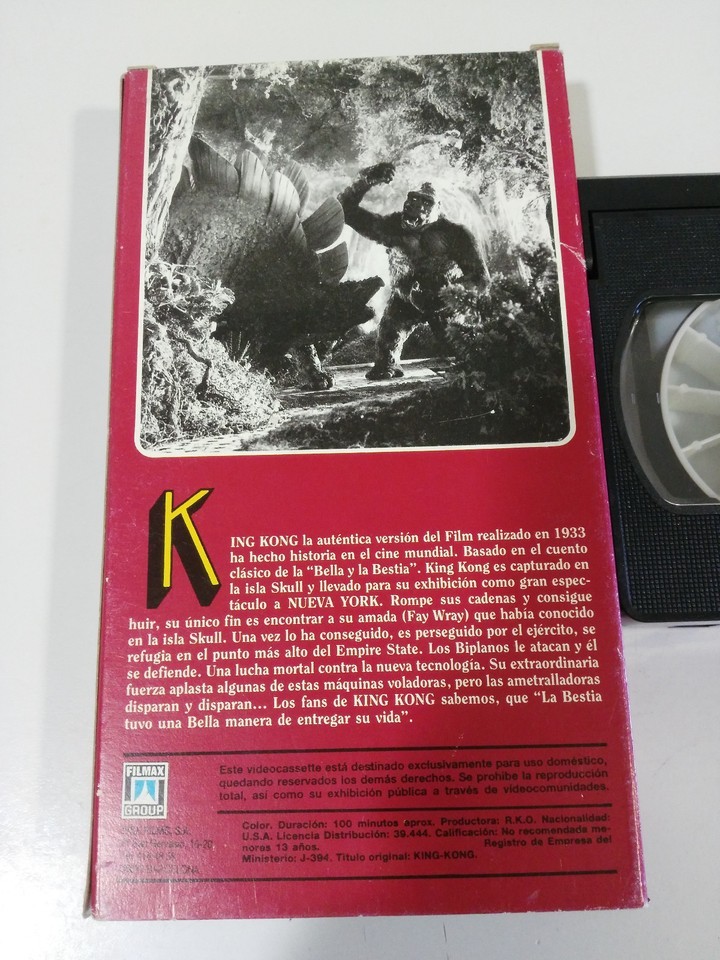 KING KONG la auténtica versión del Film realizado en 1933
ha hecho historia en el cine mundial. Basado en el cuento
clásico de la “Bella y la Bestia”. King Kong es capturado en
la isla Skull y llevado para su exhibición como gran espec-
táculo a NUEVA YORK. Rompe sus cadenas y consigue
huir, su único fin es encontrar a su amada (Fay Wray) que había conocido
en la isla Skull. Una vez lo ha conseguido, es perseguido por el ejército, se
refugia en el punto más alto del Empire State. Los Biplanos le atacan y él
se defiende. Una lucha mortal contra la nueva tecnología. Su extraordinaria
fuerza aplasta algunas de estas máquinas voladoras, pero las ametralladoras
disparan y disparan... Los fans de KING KONG sabemos, que “La Bestia
tuvo una Bella manera de entregar su vida”.
FILMAX
GROUP
Este videocassette está destinado exclusivamente para uso doméstico,
quedando reservados los demás derechos. Se prohibe la reproducción
total, así como su exhibición pública a través de videocomunidades.
Color. Duración: 100 minutos aprox. Productora: R.K.O. Nacionalidad:
U.S.A. Licencia Distribución: 39.444. Calificación: No recomendada me-
nores 13 años. Registro de Empresa del
Ministerio: J-394. Titulo original: KING-KONG.